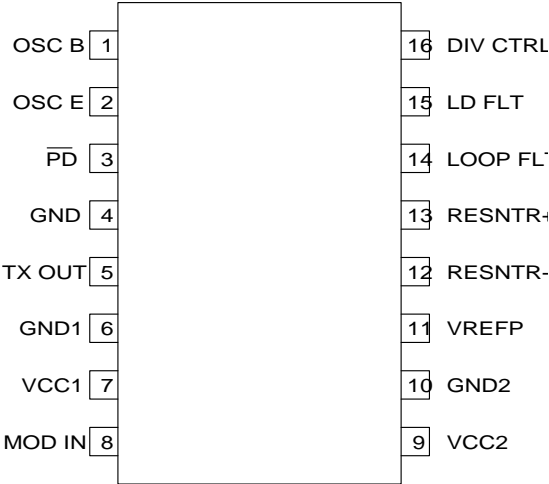 OSC B 1 16 DIV CTRL
OSC E 2 15 LD FLT
PD 3 14 LOOP FLT
GND 4 13 RESNTR+
TX OUT 5 12 RESNTR-
GND1 6 11 VREFP
VCC1 7 10 GND2
MOD IN 8 9 VCC2